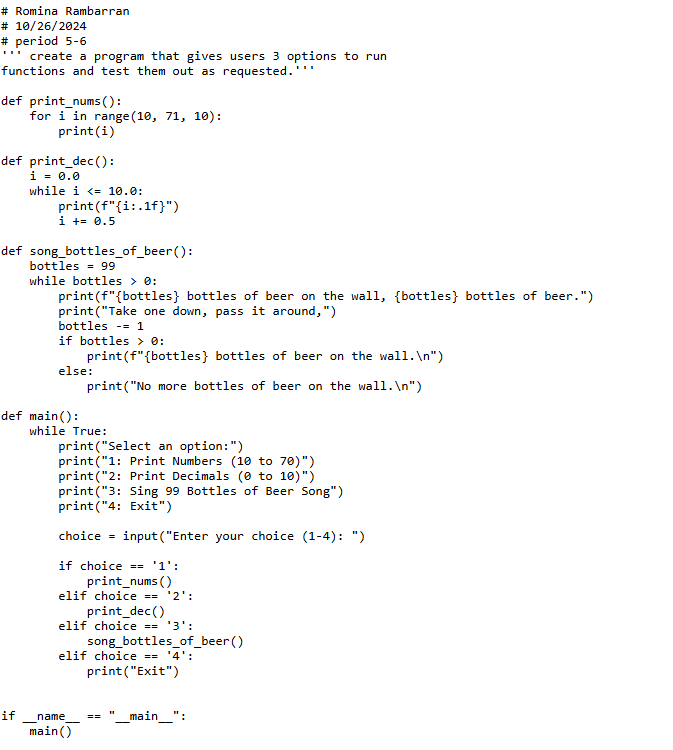 # Romina Rambarran
# 10/26/2024
# period 5-6
''' create a program that gives users 3 options to run
functions and test them out as requested.'''

def print_nums():
    for i in range(10, 71, 10):
        print(i)

def print_dec():
    i = 0.0
    while i <= 10.0:
        print(f"{i:.1f}")
        i += 0.5

def song_bottles_of_beer():
    bottles = 99
    while bottles > 0:
        print(f"{bottles} bottles of beer on the wall, {bottles} bottles of beer.")
        print("Take one down, pass it around,")
        bottles -= 1
        if bottles > 0:
            print(f"{bottles} bottles of beer on the wall.\n")
        else:
            print("No more bottles of beer on the wall.\n")

def main():
    while True:
        print("Select an option:")
        print("1: Print Numbers (10 to 70)")
        print("2: Print Decimals (0 to 10)")
        print("3: Sing 99 Bottles of Beer Song")
        print("4: Exit")

        choice = input("Enter your choice (1-4): ")

        if choice == '1':
            print_nums()
        elif choice == '2':
            print_dec()
        elif choice == '3':
            song_bottles_of_beer()
        elif choice == '4':
            print("Exit")


if __name__ == "__main__":
    main()